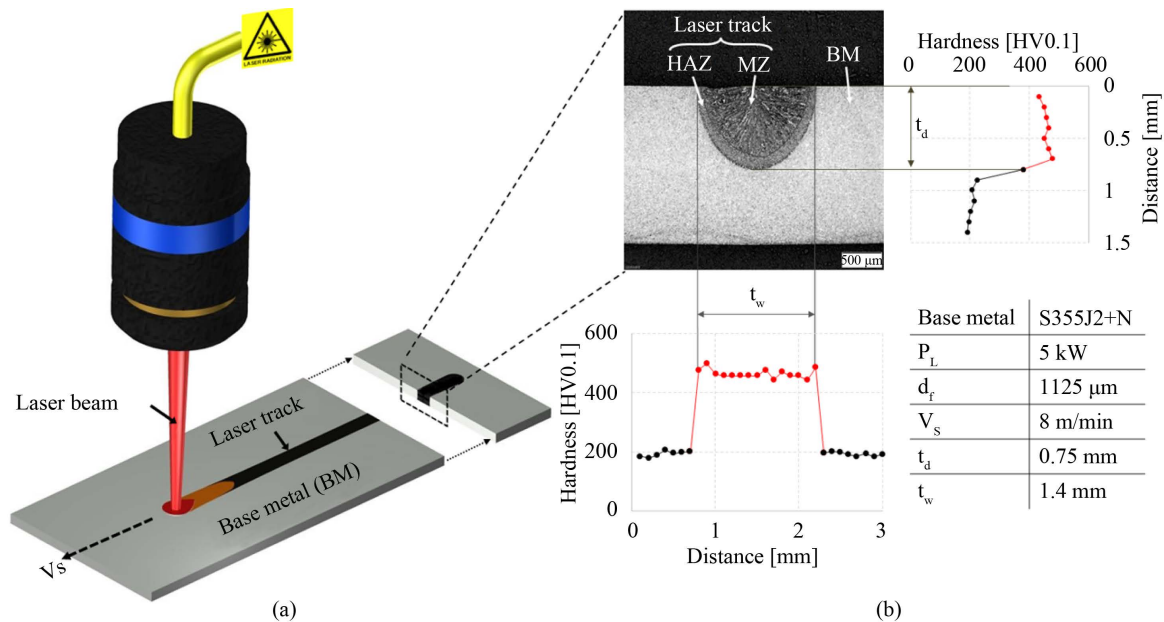 LASER RADIATION
Laser beam
Laser track
Base metal (BM)
Vs
(a)
Laser track
HAZ MZ BM
t_d
500 μm
Hardness [HV0.1]
0 200 400 600
0
0.5
1
1.5
Distance [mm]
t_w
600
400
200
0
Hardness [HV0.1]
0 1 2 3
Distance [mm]
Base metal S355J2+N
P_L 5 kW
d_f 1125 μm
V_S 8 m/min
t_d 0.75 mm
t_w 1.4 mm
(b)